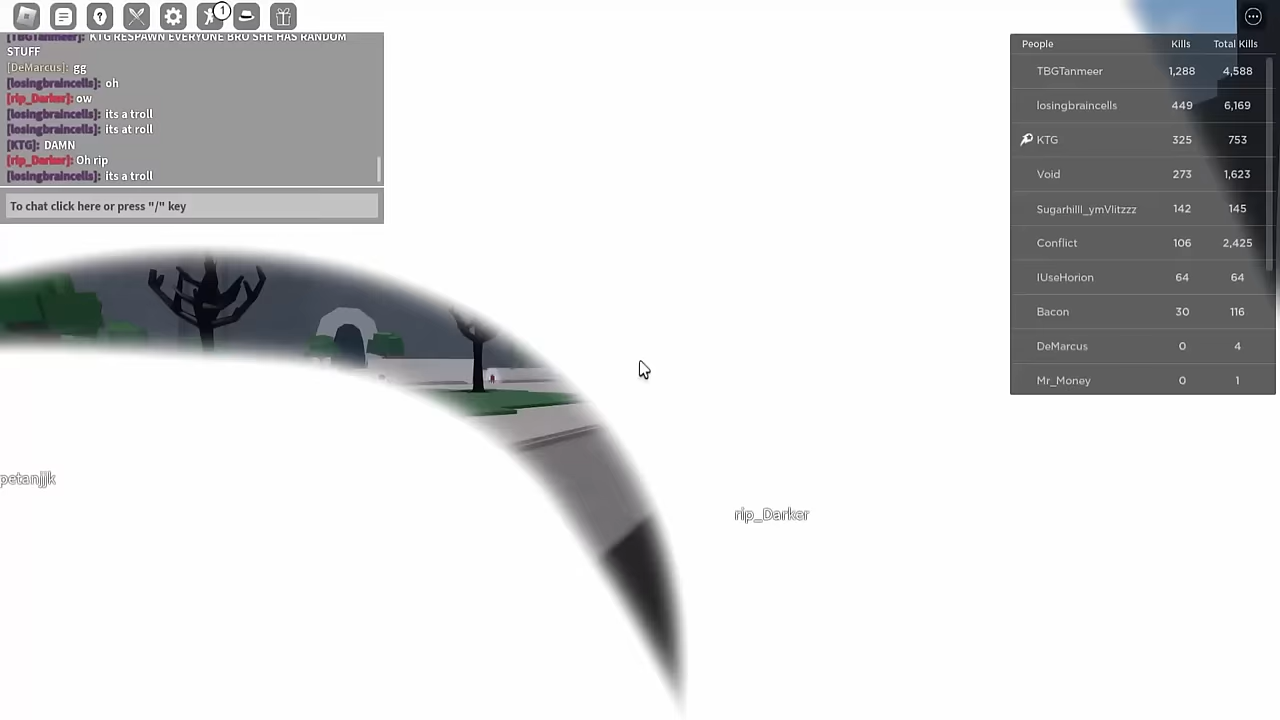 1
[TBGTanmeer]: KTG RESPAWN EVERYONE BRO SHE HAS RANDOM
STUFF
[DeMarcus]: gg
[losingbraincells]: oh
[rip_Darker]: ow
[losingbraincells]: its a troll
[losingbraincells]: its at roll
[KTG]: DAMN
[rip_Darker]: Oh rip
[losingbraincells]: its a troll
To chat click here or press "/" key
People Kills Total Kills
TBGTanmeer 1,288 4,588
losingbraincells 449 6,169
KTG 325 753
Void 273 1,623
Sugarhilll_ymVlitzzz 142 145
Conflict 106 2,425
IUseHorion 64 64
Bacon 30 116
DeMarcus 0 4
Mr_Money 0 1
petanjjk
rip_Darker